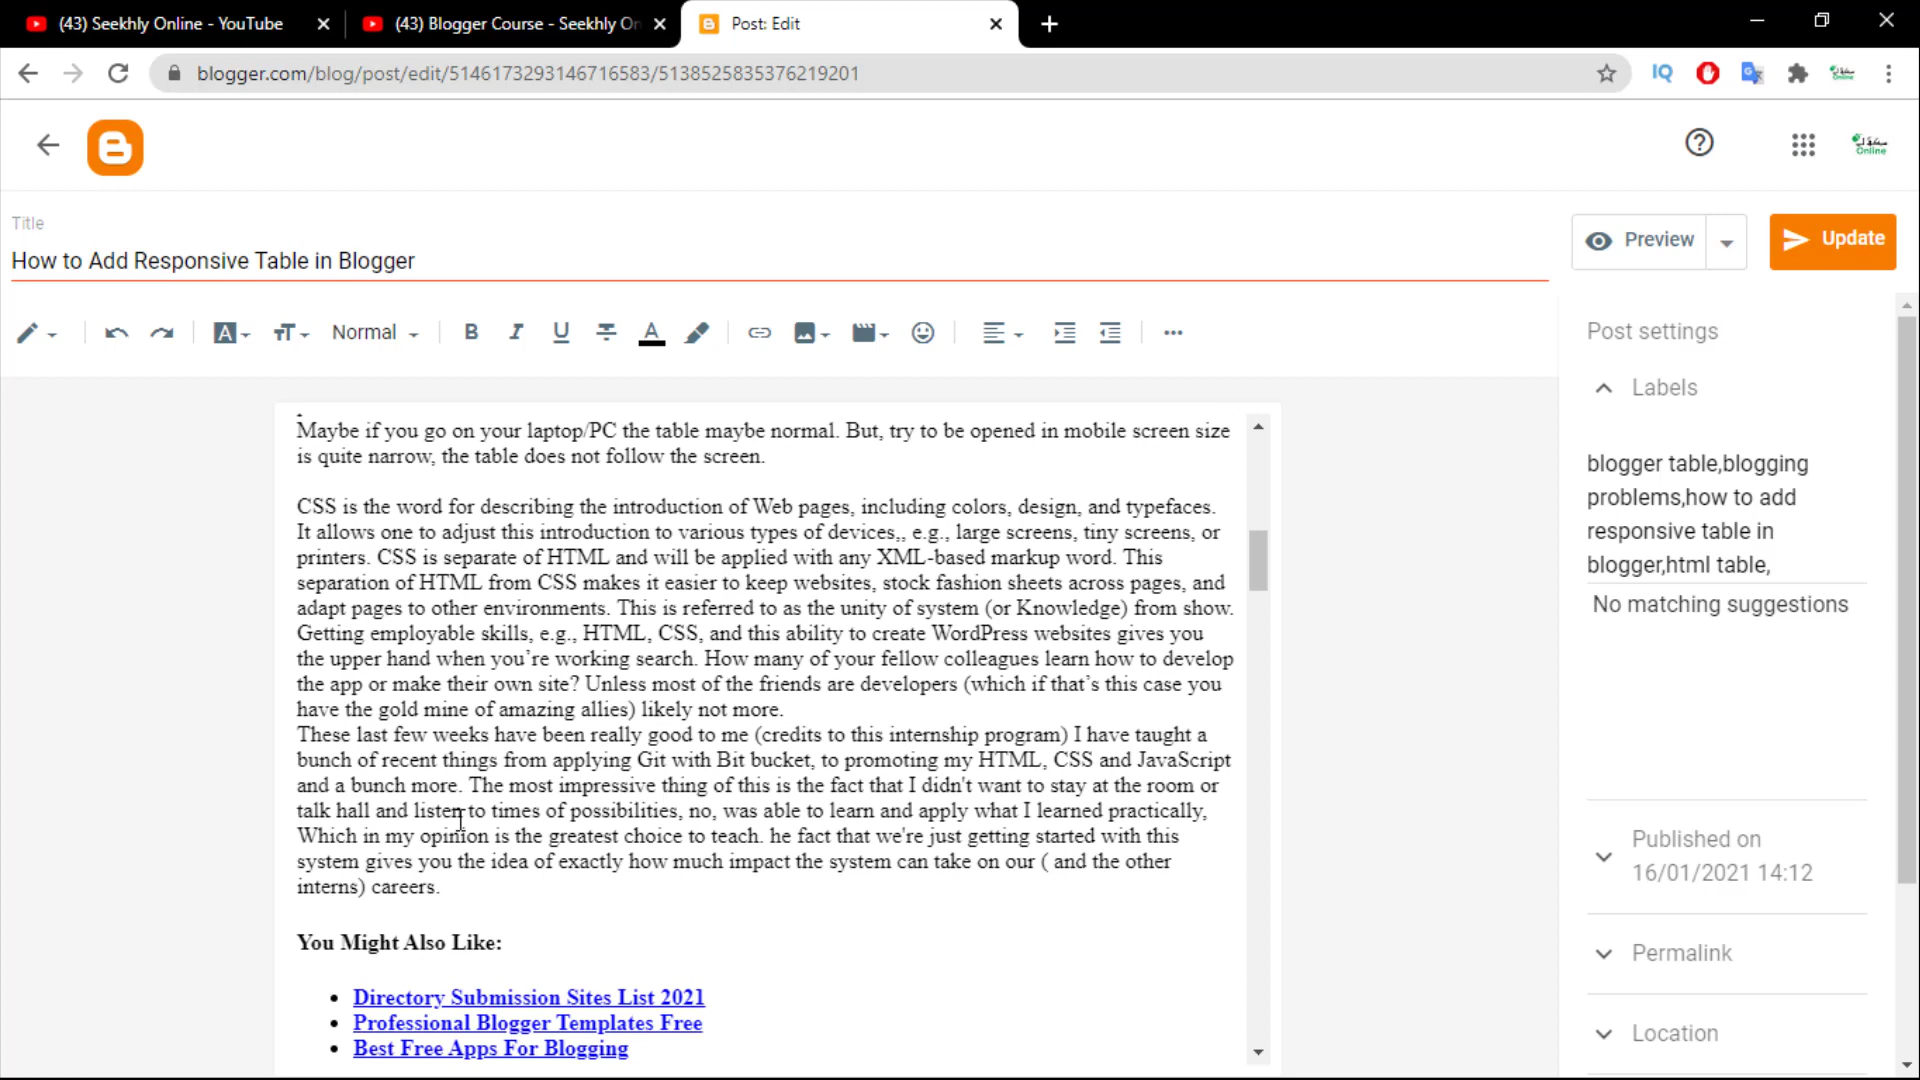 (43) Seekhly Online - YouTube
(43) Blogger Course - Seekhly On
Post: Edit
blogger.com/blog/post/edit/5146173293146716583/5138525835376219201
IQ
Online
Title
How to Add Responsive Table in Blogger
Preview
Update
Normal
Post settings
Labels
blogger table,blogging
problems,how to add
responsive table in
blogger,html table,
No matching suggestions
Published on
16/01/2021 14:12
Permalink
Location
Maybe if you go on your laptop/PC the table maybe normal. But, try to be opened in mobile screen size
is quite narrow, the table does not follow the screen.
CSS is the word for describing the introduction of Web pages, including colors, design, and typefaces.
It allows one to adjust this introduction to various types of devices,, e.g., large screens, tiny screens, or
printers. CSS is separate of HTML and will be applied with any XML-based markup word. This
separation of HTML from CSS makes it easier to keep websites, stock fashion sheets across pages, and
adapt pages to other environments. This is referred to as the unity of system (or Knowledge) from show.
Getting employable skills, e.g., HTML, CSS, and this ability to create WordPress websites gives you
the upper hand when you’re working search. How many of your fellow colleagues learn how to develop
the app or make their own site? Unless most of the friends are developers (which if that’s this case you
have the gold mine of amazing allies) likely not more.
These last few weeks have been really good to me (credits to this internship program) I have taught a
bunch of recent things from applying Git with Bit bucket, to promoting my HTML, CSS and JavaScript
and a bunch more. The most impressive thing of this is the fact that I didn't want to stay at the room or
talk hall and listen to times of possibilities, no, was able to learn and apply what I learned practically,
Which in my opinion is the greatest choice to teach. he fact that we're just getting started with this
system gives you the idea of exactly how much impact the system can take on our ( and the other
interns) careers.
You Might Also Like:
Directory Submission Sites List 2021
Professional Blogger Templates Free
Best Free Apps For Blogging